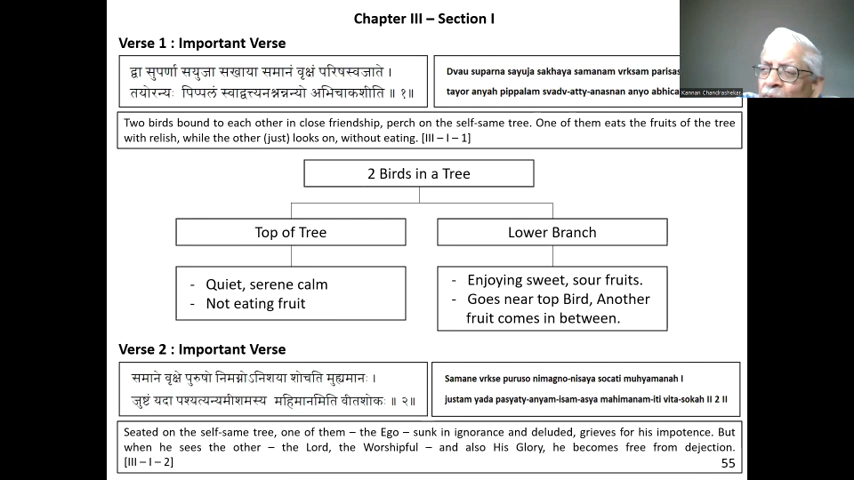 Chapter III – Section I
Verse 1 : Important Verse
द्वा सुपर्णा सयुजा सखाया समानं वृक्षं परिषस्वजाते ।
तयोरन्यः पिप्पलं स्वाद्वत्त्यनश्नन्नन्यो अभिचाकशीति ॥ १॥
Dvau suparna sayuja sakhaya samanam vrksam
tayor anyah pippalam svadv-atty-anasnan anyo
Kannan Chandrashekar
Two birds bound to each other in close friendship, perch on the self-same tree. One of them eats the fruits of the tree
with relish, while the other (just) looks on, without eating. [III – I – 1]
2 Birds in a Tree
Top of Tree
Lower Branch
- Quiet, serene calm
- Not eating fruit
- Enjoying sweet, sour fruits.
- Goes near top Bird, Another
fruit comes in between.
Verse 2 : Important Verse
समाने वृक्षे पुरुषो निमग्नोऽनिशया शोचति मुह्यमानः ।
जुष्टं यदा पश्यत्यन्यमीशमस्य महिमानमिति वीतशोकः ॥ २॥
Samane vrkse puruso nimagno-nisaya socati muhyamanah I
justam yada pasyaty-anyam-isam-asya mahimanam-iti vita-sokah II 2 II
Seated on the self-same tree, one of them – the Ego – sunk in ignorance and deluded, grieves for his impotence. But
when he sees the other – the Lord, the Worshipful – and also His Glory, he becomes free from dejection.
[III – I – 2]
55